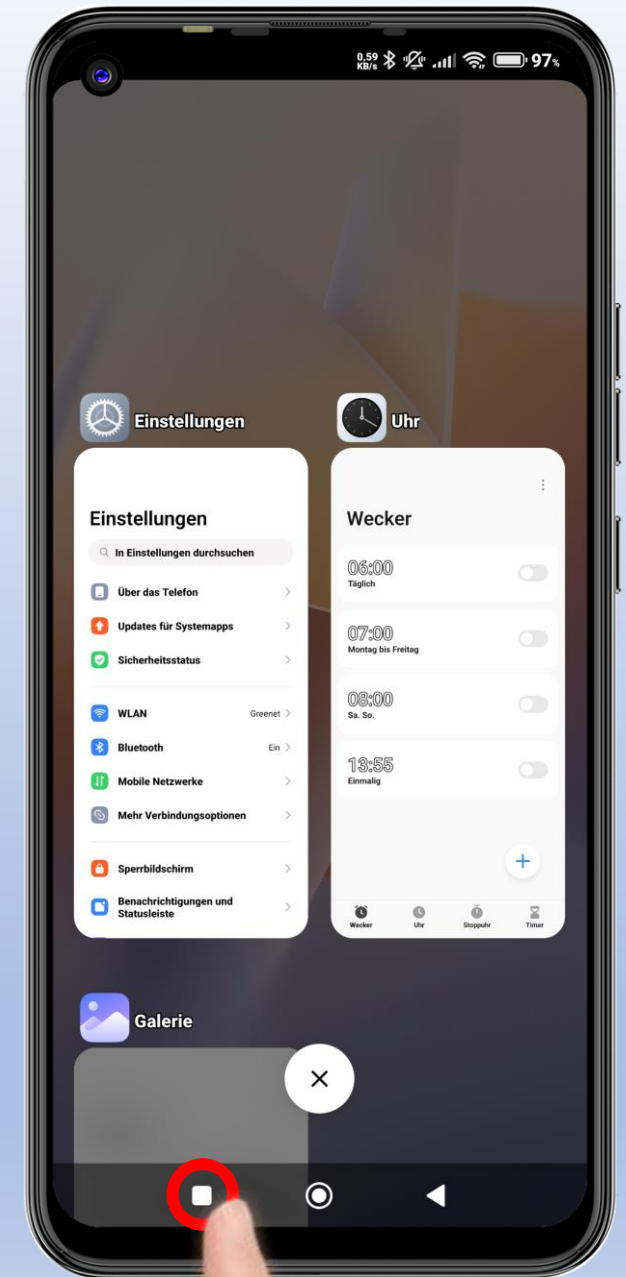 0,59
KB/s
97%
Einstellungen
Uhr
Einstellungen
In Einstellungen durchsuchen
Über das Telefon
Updates für Systemapps
Sicherheitsstatus
WLAN Greenet
Bluetooth Ein
Mobile Netzwerke
Mehr Verbindungsoptionen
Sperrbildschirm
Benachrichtigungen und
Statusleiste
Wecker
06:00
Täglich
07:00
Montag bis Freitag
08:00
Sa. So.
13:55
Einmalig
Wecker Uhr Stoppuhr Timer
Galerie